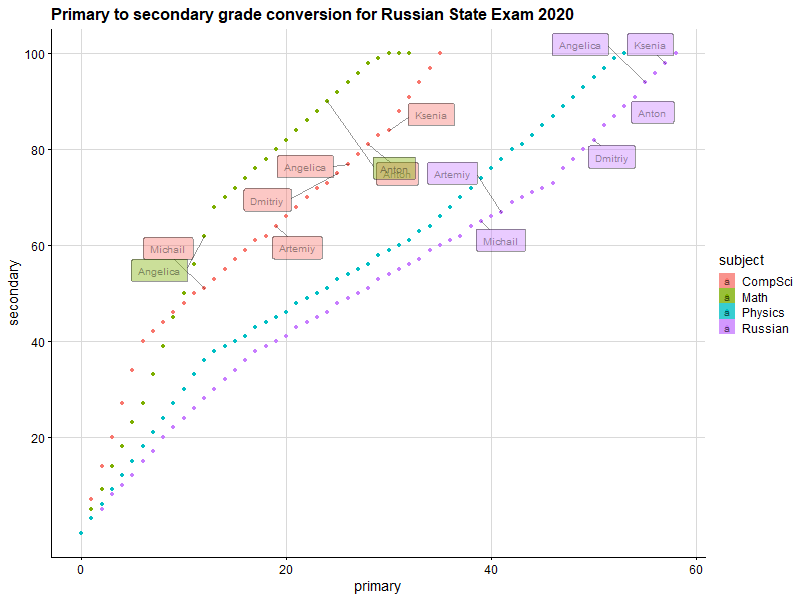 Primary to secondary grade conversion for Russian State Exam 2020
100
80
60
40
20
secondary
Angelica
Ksenia
Anton
Dmitriy
Ksenia
Angelica
Anton
Anton
Artemiy
Dmitriy
Michail
Artemiy
Michail
Angelica
0
20
40
60
primary
subject
a CompSci
a Math
a Physics
a Russian